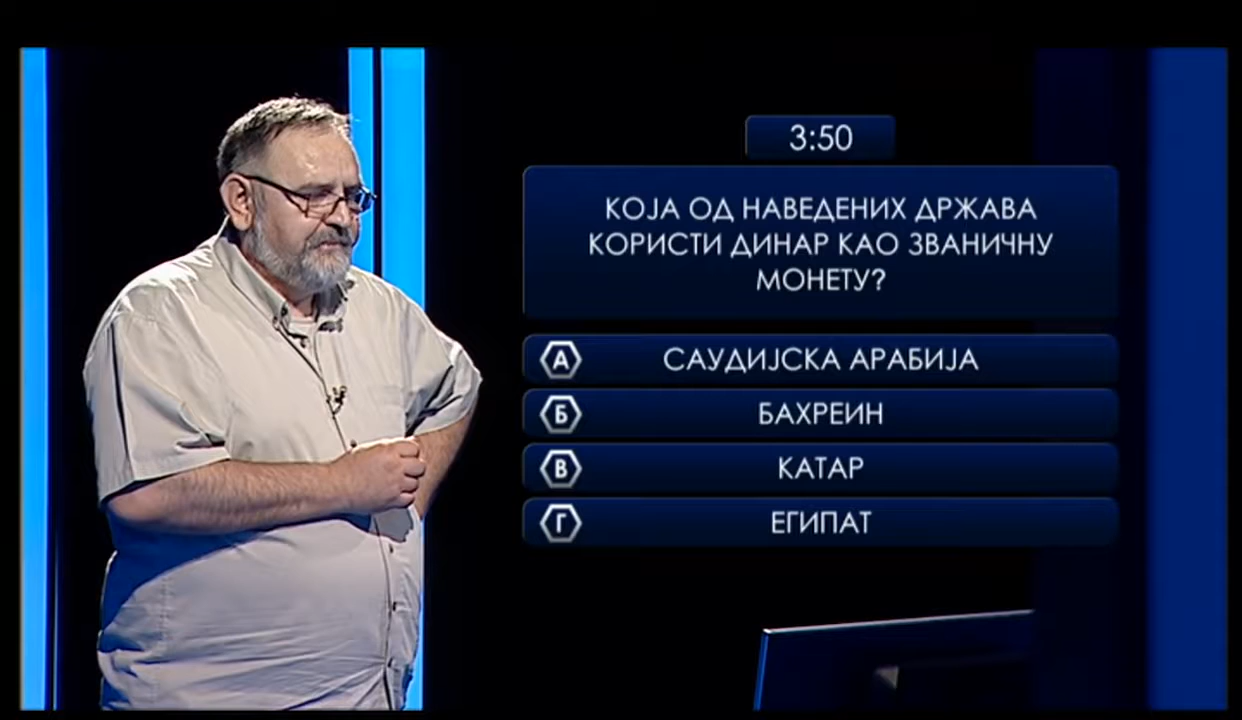 3:50
КОЈА ОД НАВЕДЕНИХ ДРЖАВА
КОРИСТИ ДИНАР КАО ЗВАНИЧНУ
МОНЕТУ?
А САУДИЈСКА АРАБИЈА
Б БАХРЕИН
В КАТАР
Г ЕГИПАТ